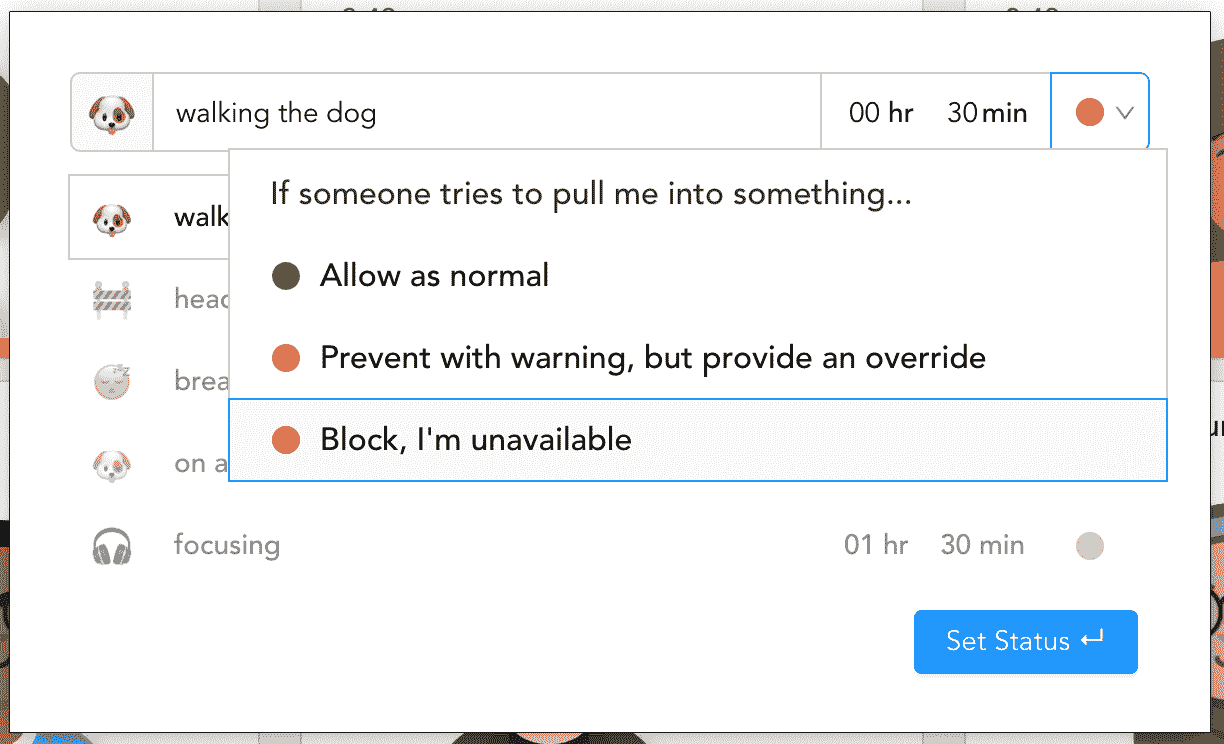 walking the dog 00 hr 30 min
If someone tries to pull me into something...
walk
Allow as normal
head
Prevent with warning, but provide an override
brea
Block, I'm unavailable
on a
focusing 01 hr 30 min
Set Status ↵